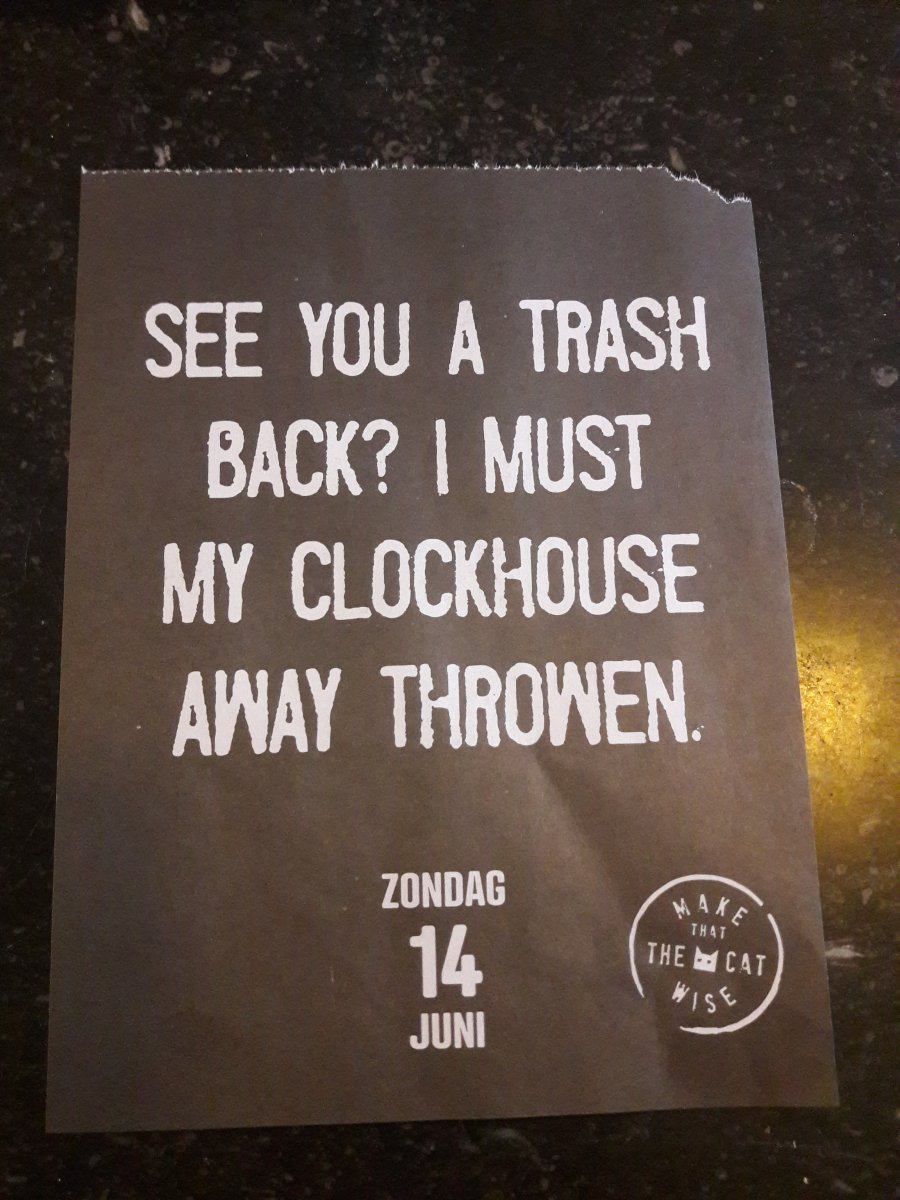 SEE YOU A TRASH
BACK? I MUST
MY CLOCKHOUSE
AWAY THROWEN.
ZONDAG
14
JUNI
MAKE
THAT
THE CAT
WISE